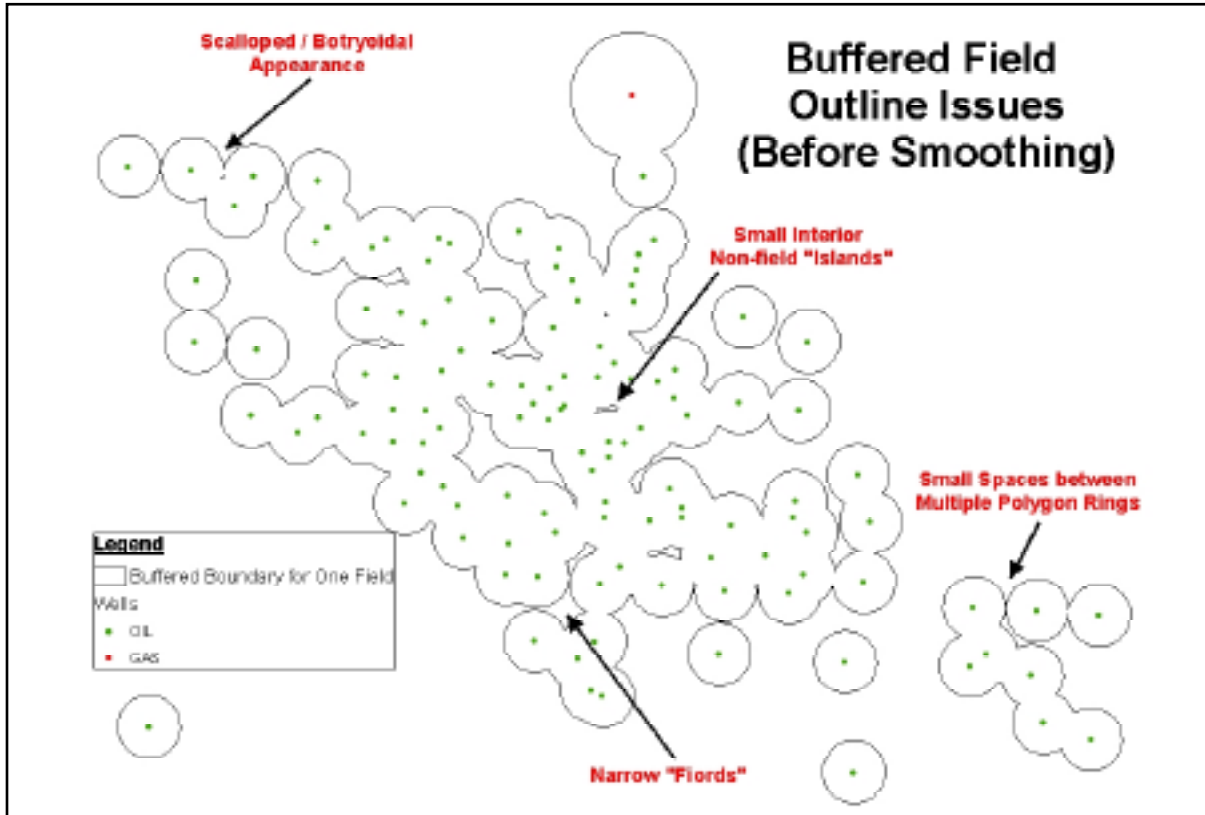 Scalloped / Botryoidal
Appearance
Buffered Field
Outline Issues
(Before Smoothing)
Small Interior
Non-field "Islands"
Small Spaces between
Multiple Polygon Rings
Legend
Buffered Boundary for One Field
Wells
OIL
GAS
Narrow "Fiords"